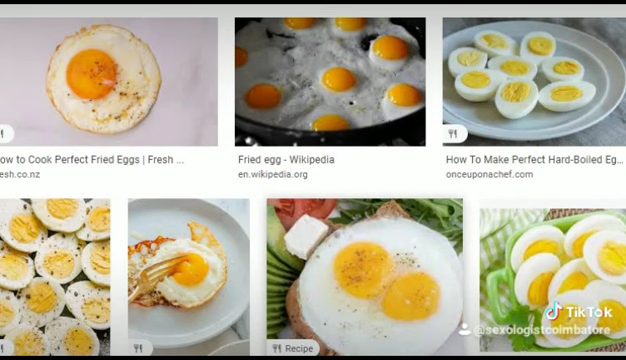 ow to Cook Perfect Fried Eggs | Fresh ...
esh.co.nz
Fried egg - Wikipedia
en.wikipedia.org
How To Make Perfect Hard-Boiled Eg...
onceuponachef.com
Recipe
TikTok
@sexologistcoimbatore